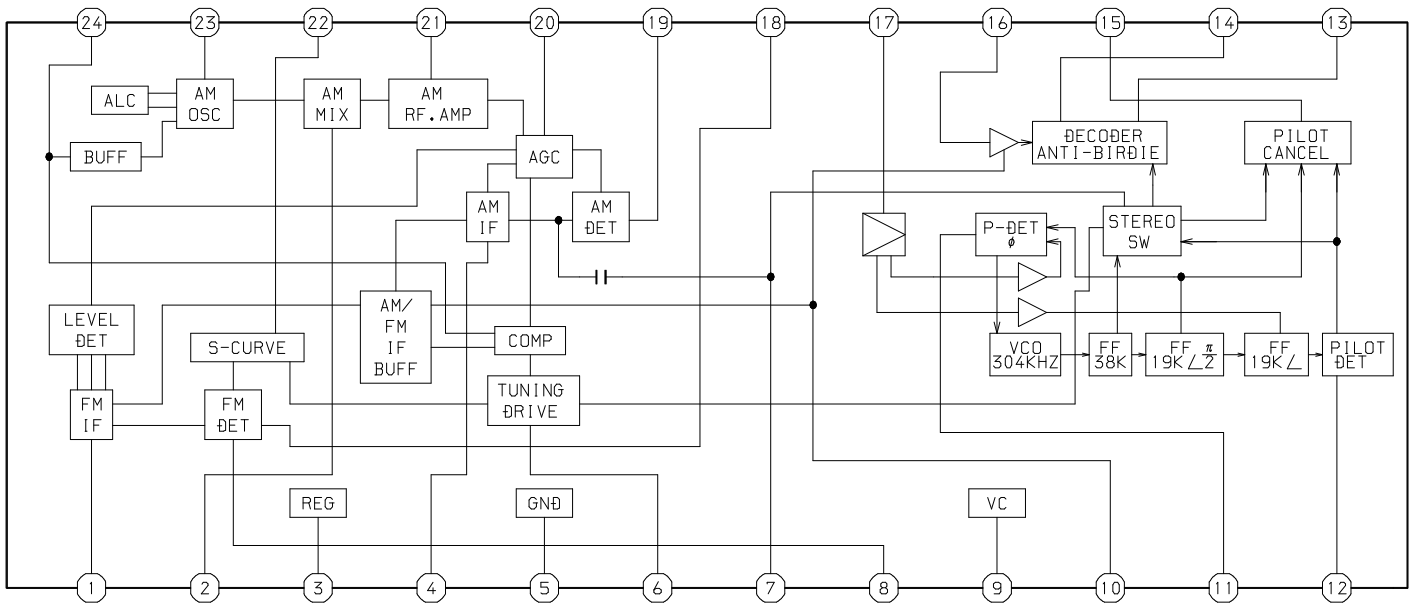 24 23 22 21 20 19 18 17 16 15 14 13
ALC
AM
OSC
AM
MIX
AM
RF.AMP
BUFF
AGC
DECODER
ANTI-BIRDIE
PILOT
CANCEL
AM
IF
AM
DET
P-DET
ø
STEREO
SW
LEVEL
DET
S-CURVE
AM/
FM
IF
BUFF
COMP
VCO
304KHZ
FF
38K
FF
19K∠π/2
FF
19K∠
PILOT
DET
FM
IF
FM
DET
TUNING
DRIVE
REG
GND
VC
1 2 3 4 5 6 7 8 9 10 11 12